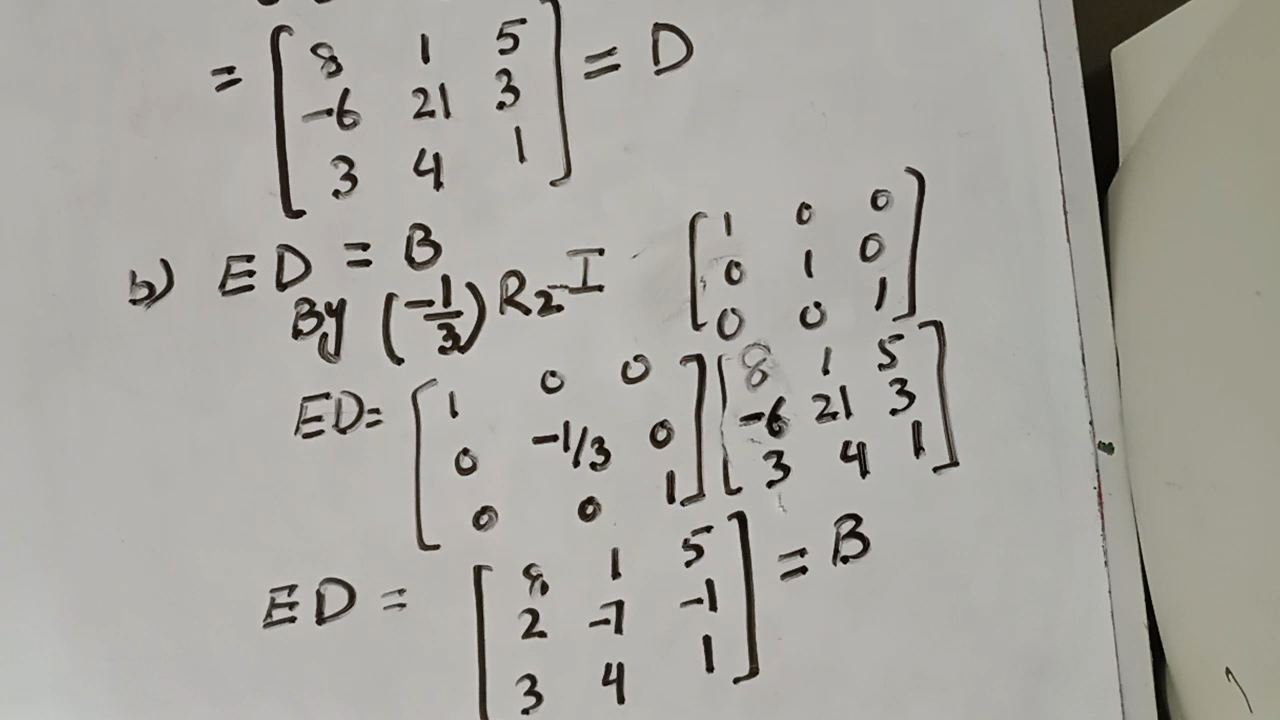 = [ 8 1 5 ] = D
-6 21 3
3 4 1
b) ED = B
By (-1/3) R2 I [ 1 0 0 ]
0 1 0
0 0 1
ED= [ 1 0 0 ] [ 8 1 5 ]
0 -1/3 0 -6 21 3
0 0 1 3 4 1
ED = [ 8 1 5 ] = B
2 -7 -1
3 4 1